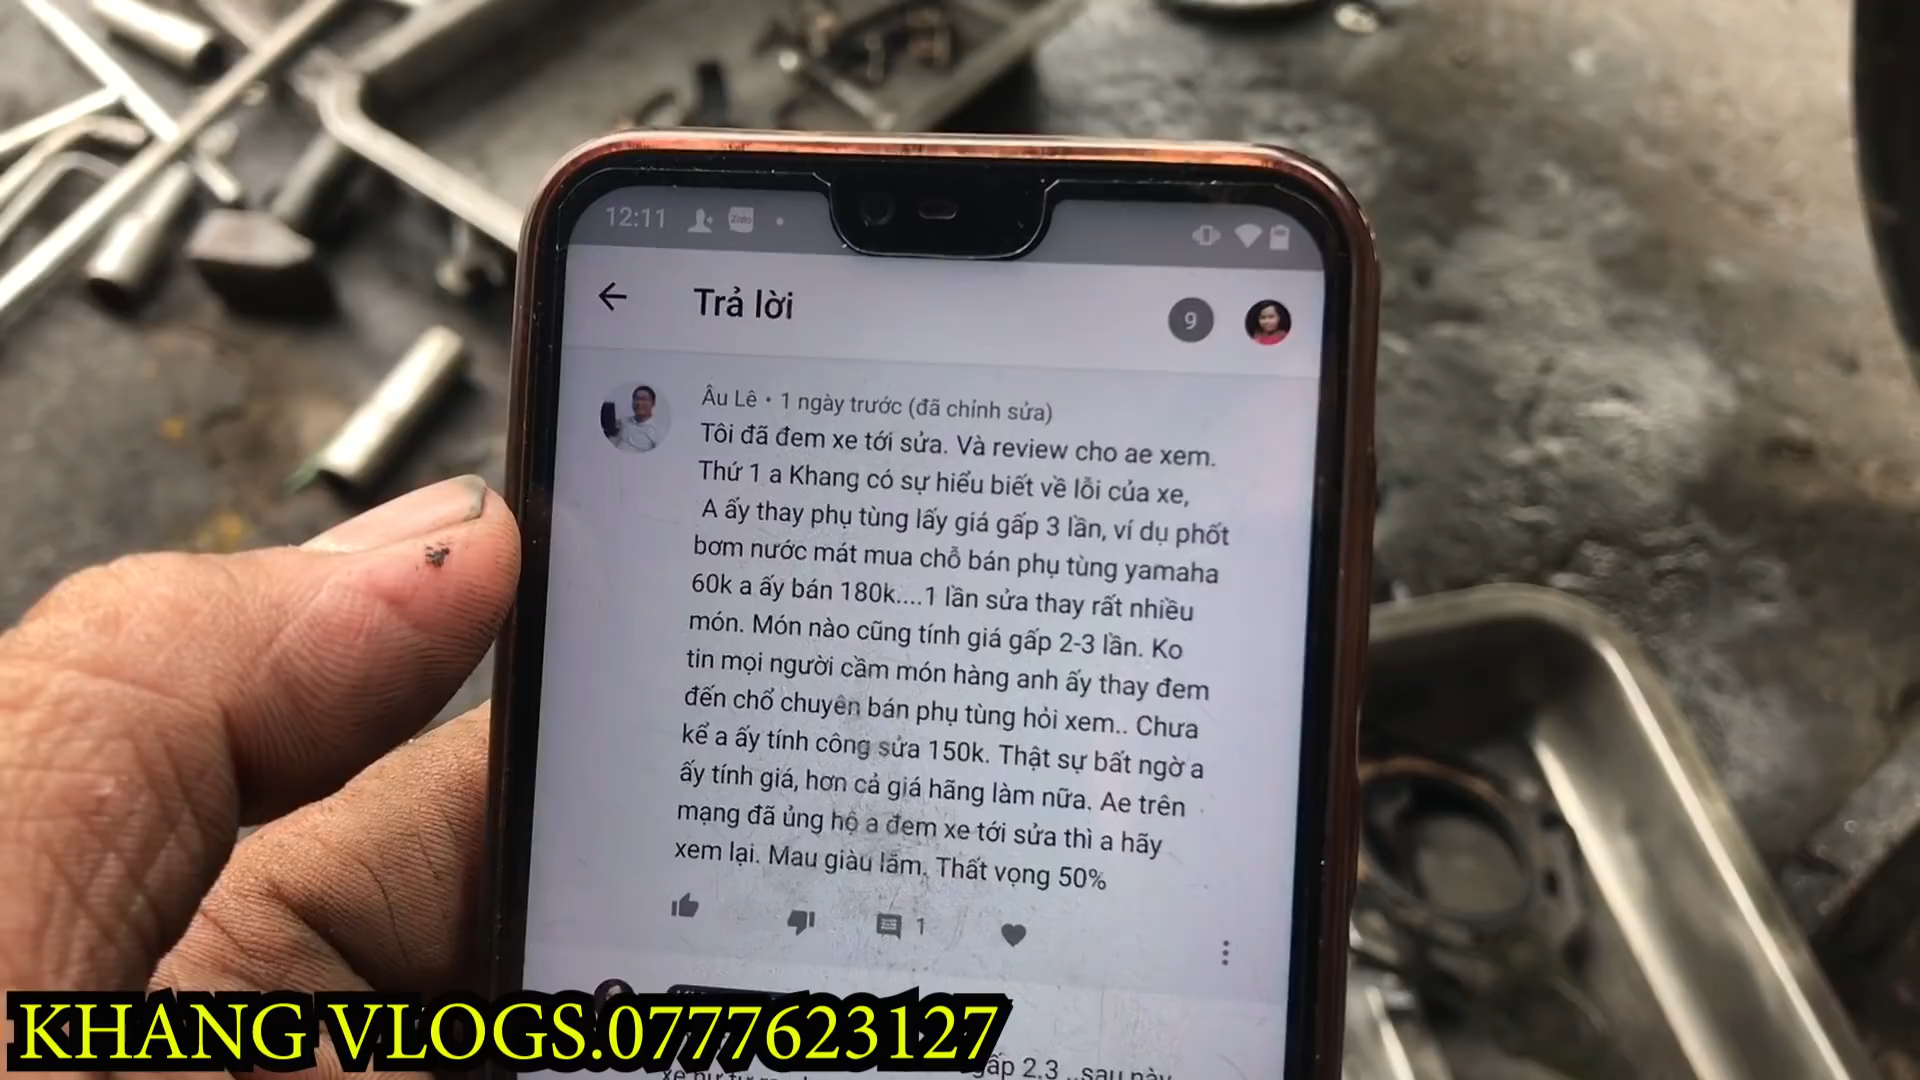 12:11
Zalo
Trả lời
9
Âu Lê • 1 ngày trước (đã chỉnh sửa)
Tôi đã đem xe tới sửa. Và review cho ae xem.
Thứ 1 a Khang có sự hiểu biết về lỗi của xe,
A ấy thay phụ tùng lấy giá gấp 3 lần, ví dụ phốt
bơm nước mát mua chỗ bán phụ tùng yamaha
60k a ấy bán 180k....1 lần sửa thay rất nhiều
món. Món nào cũng tính giá gấp 2-3 lần. Ko
tin mọi người cầm món hàng anh ấy thay đem
đến chổ chuyên bán phụ tùng hỏi xem.. Chưa
kể a ấy tính công sửa 150k. Thật sự bất ngờ a
ấy tính giá, hơn cả giá hãng làm nữa. Ae trên
mạng đã ủng hộ a đem xe tới sửa thì a hãy
xem lại. Mau giàu lắm. Thất vọng 50%
1
KHANG VLOGS.0777623127
gấp 2.3 ..sau này